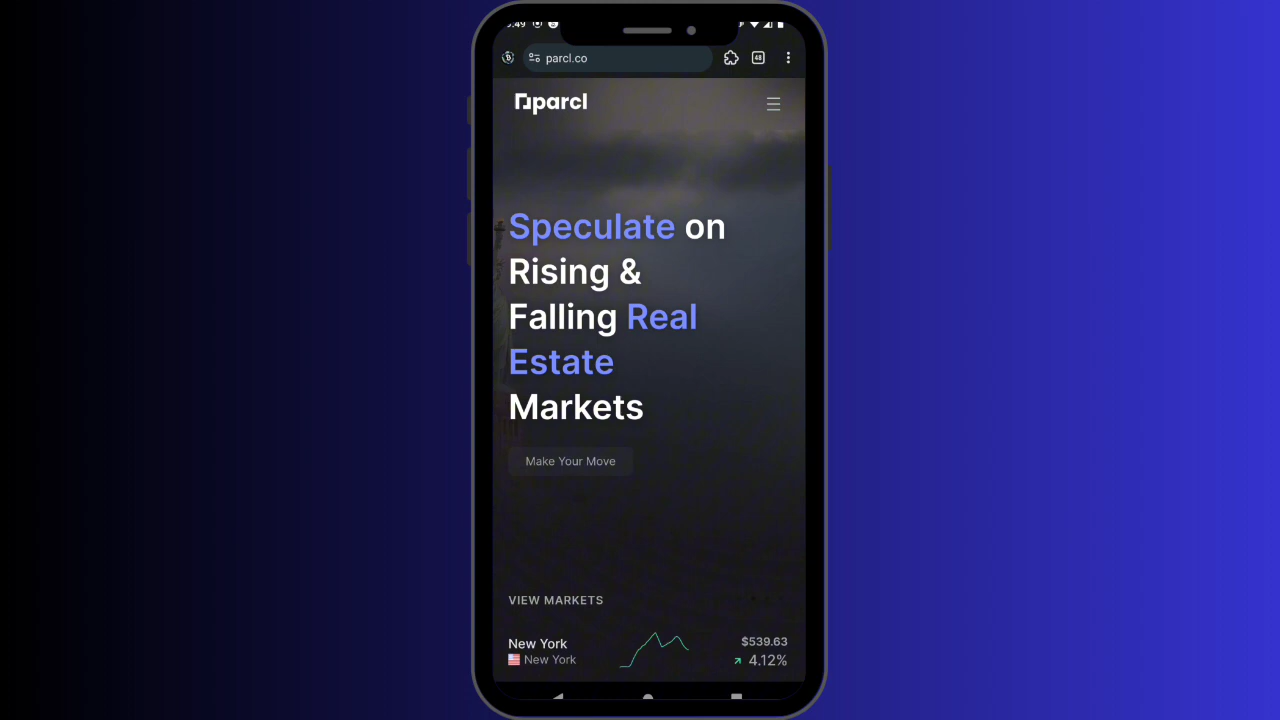 parcl.co
48
parcl
Speculate on
Rising &
Falling Real
Estate
Markets
Make Your Move
VIEW MARKETS
New York
$539.63
New York
4.12%